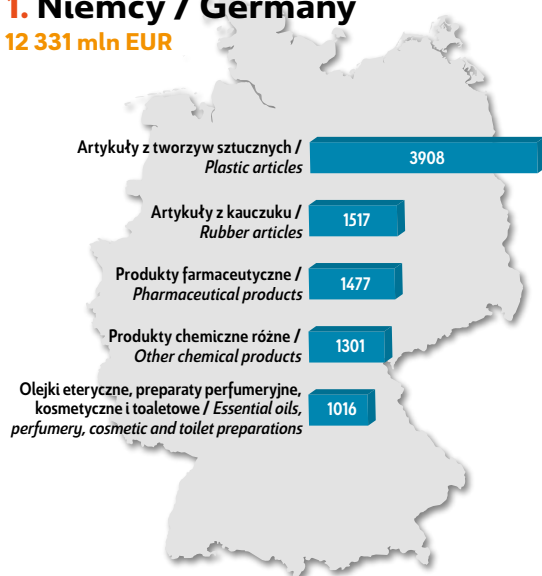 1. Niemcy / Germany
12 331 mln EUR
Artykuły z tworzyw sztucznych /
Plastic articles
3908
Artykuły z kauczuku /
Rubber articles
1517
Produkty farmaceutyczne /
Pharmaceutical products
1477
Produkty chemiczne różne /
Other chemical products
1301
Olejki eteryczne, preparaty perfumeryjne,
kosmetyczne i toaletowe / Essential oils,
perfumery, cosmetic and toilet preparations
1016